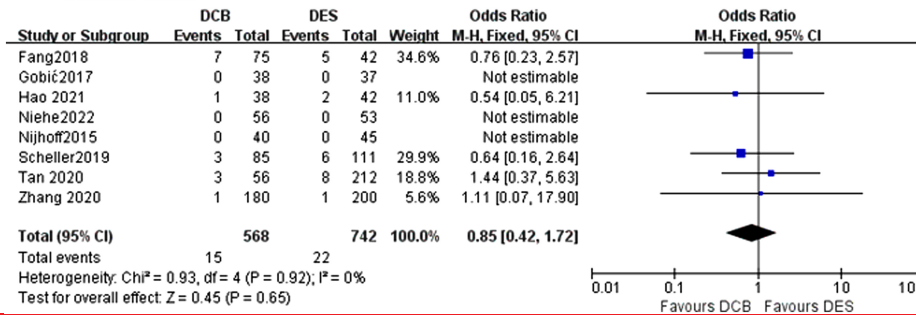 DCB DES Odds Ratio Odds Ratio
Study or Subgroup Events Total Events Total Weight M-H, Fixed, 95% CI M-H, Fixed, 95% CI
Fang2018 7 75 5 42 34.6% 0.76 [0.23, 2.57]
Gobić2017 0 38 0 37 Not estimable
Hao 2021 1 38 2 42 11.0% 0.54 [0.05, 6.21]
Niehe2022 0 56 0 53 Not estimable
Nijhoff2015 0 40 0 45 Not estimable
Scheller2019 3 85 6 111 29.9% 0.64 [0.16, 2.64]
Tan 2020 3 56 8 212 18.8% 1.44 [0.37, 5.63]
Zhang 2020 1 180 1 200 5.6% 1.11 [0.07, 17.90]
Total (95% CI) 568 742 100.0% 0.85 [0.42, 1.72]
Total events 15 22
Heterogeneity: Chi² = 0.93, df = 4 (P = 0.92); I² = 0%
Test for overall effect: Z = 0.45 (P = 0.65)
0.01 0.1 1 10 10
Favours DCB Favours DES